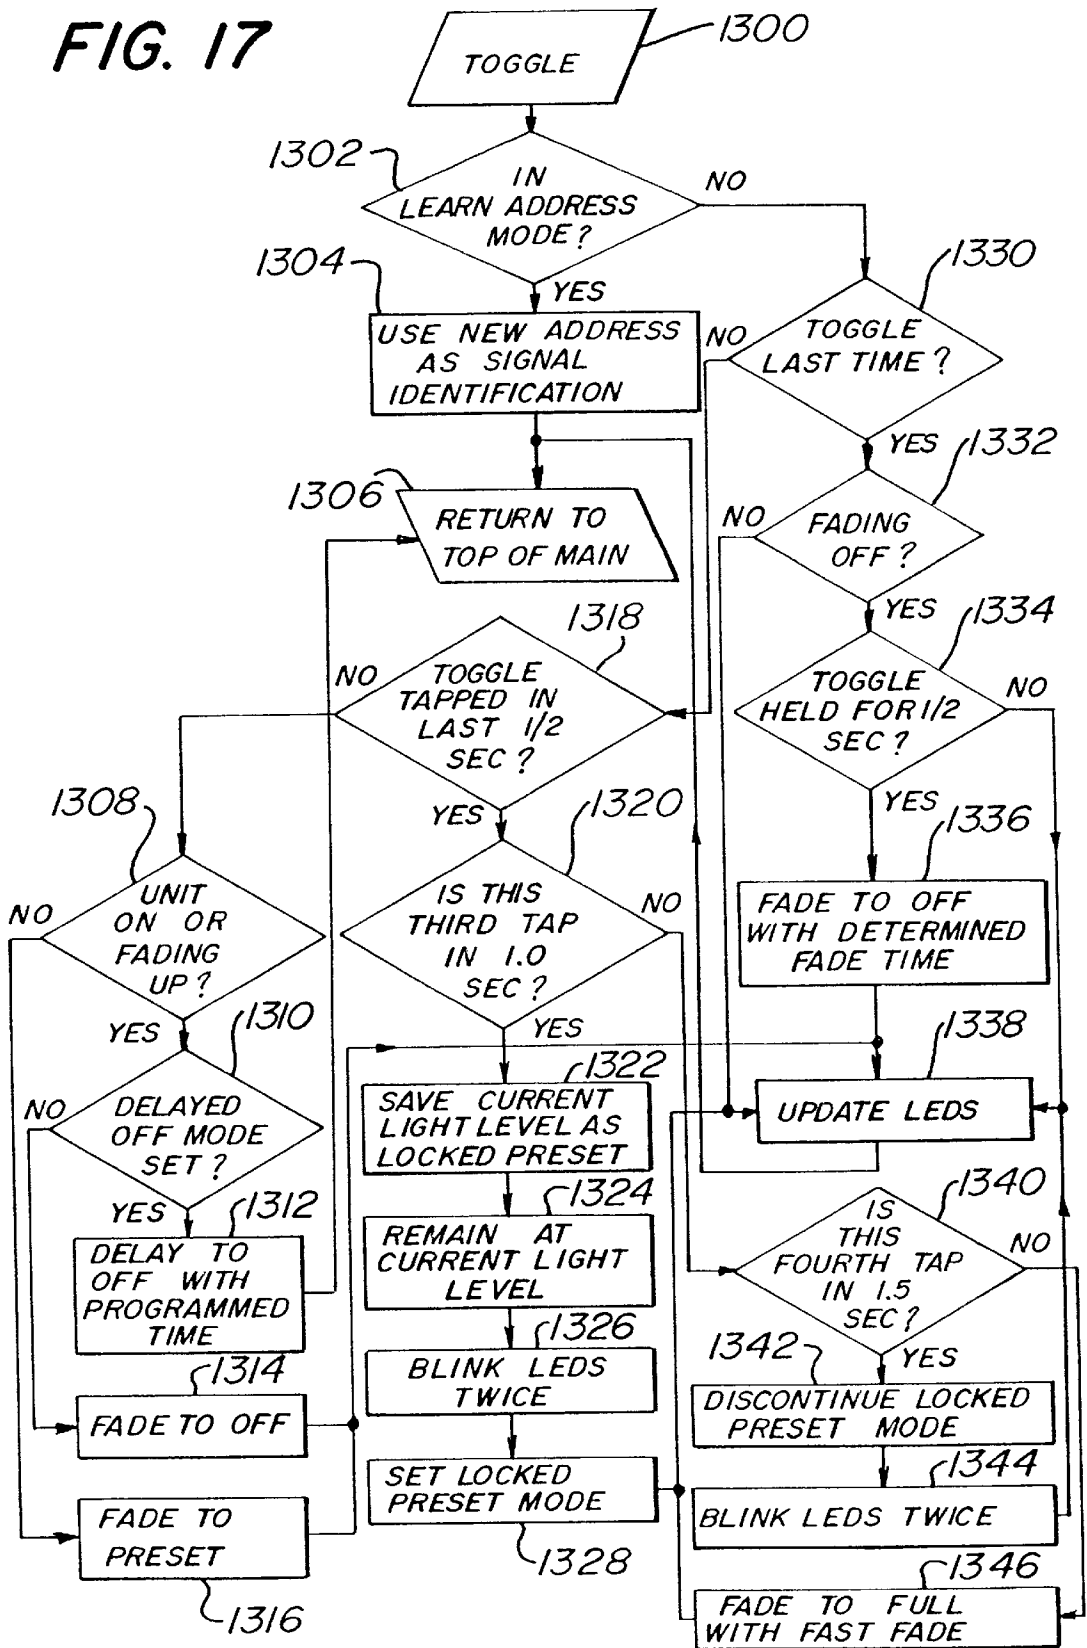 FIG. 17
1300
TOGGLE
1302
IN
LEARN ADDRESS
MODE?
NO
1304
YES
USE NEW ADDRESS
AS SIGNAL
IDENTIFICATION
1330
NO
TOGGLE
LAST TIME?
YES
1332
1306
RETURN TO
TOP OF MAIN
NO
FADING
OFF?
YES
1334
1318
NO
TOGGLE
TAPPED IN
LAST 1/2
SEC?
YES
TOGGLE
HELD FOR 1/2
SEC?
NO
YES
1308
NO
UNIT
ON OR
FADING
UP?
YES
1320
IS THIS
THIRD TAP
IN 1.0
SEC?
NO
YES
1336
FADE TO OFF
WITH DETERMINED
FADE TIME
1310
NO
DELAYED
OFF MODE
SET?
YES
1322
SAVE CURRENT
LIGHT LEVEL AS
LOCKED PRESET
1338
UPDATE LEDS
1312
DELAY TO
OFF WITH
PROGRAMMED
TIME
1324
REMAIN AT
CURRENT LIGHT
LEVEL
1340
IS
THIS
FOURTH TAP
IN 1.5
SEC?
NO
YES
1314
FADE TO OFF
1326
BLINK LEDS
TWICE
1342
DISCONTINUE LOCKED
PRESET MODE
1316
FADE TO
PRESET
SET LOCKED
PRESET MODE
1328
1344
BLINK LEDS TWICE
1346
FADE TO FULL
WITH FAST FADE